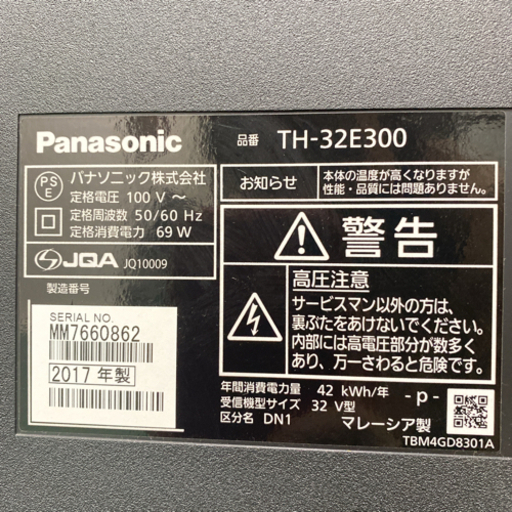 Panasonic
品番 TH-32E300
PS E
パナソニック株式会社
定格電圧 100 V ～
定格周波数 50/60 Hz
定格消費電力 69 W
お知らせ
本体の温度が高くなりますが
性能・品質には問題ありません。
JQA JQ10009
警告
高圧注意
サービスマン以外の方は、
裏ぶたをあけないでください。
内部には高電圧部分が数多く
あり、万一さわると危険です。
製造番号
SERIAL NO.
MM7660862
2017 年製
年間消費電力量 42 kWh/年
受信機型サイズ 32 V型
区分名 DN1
- p -
マレーシア製
TBM4GD8301A